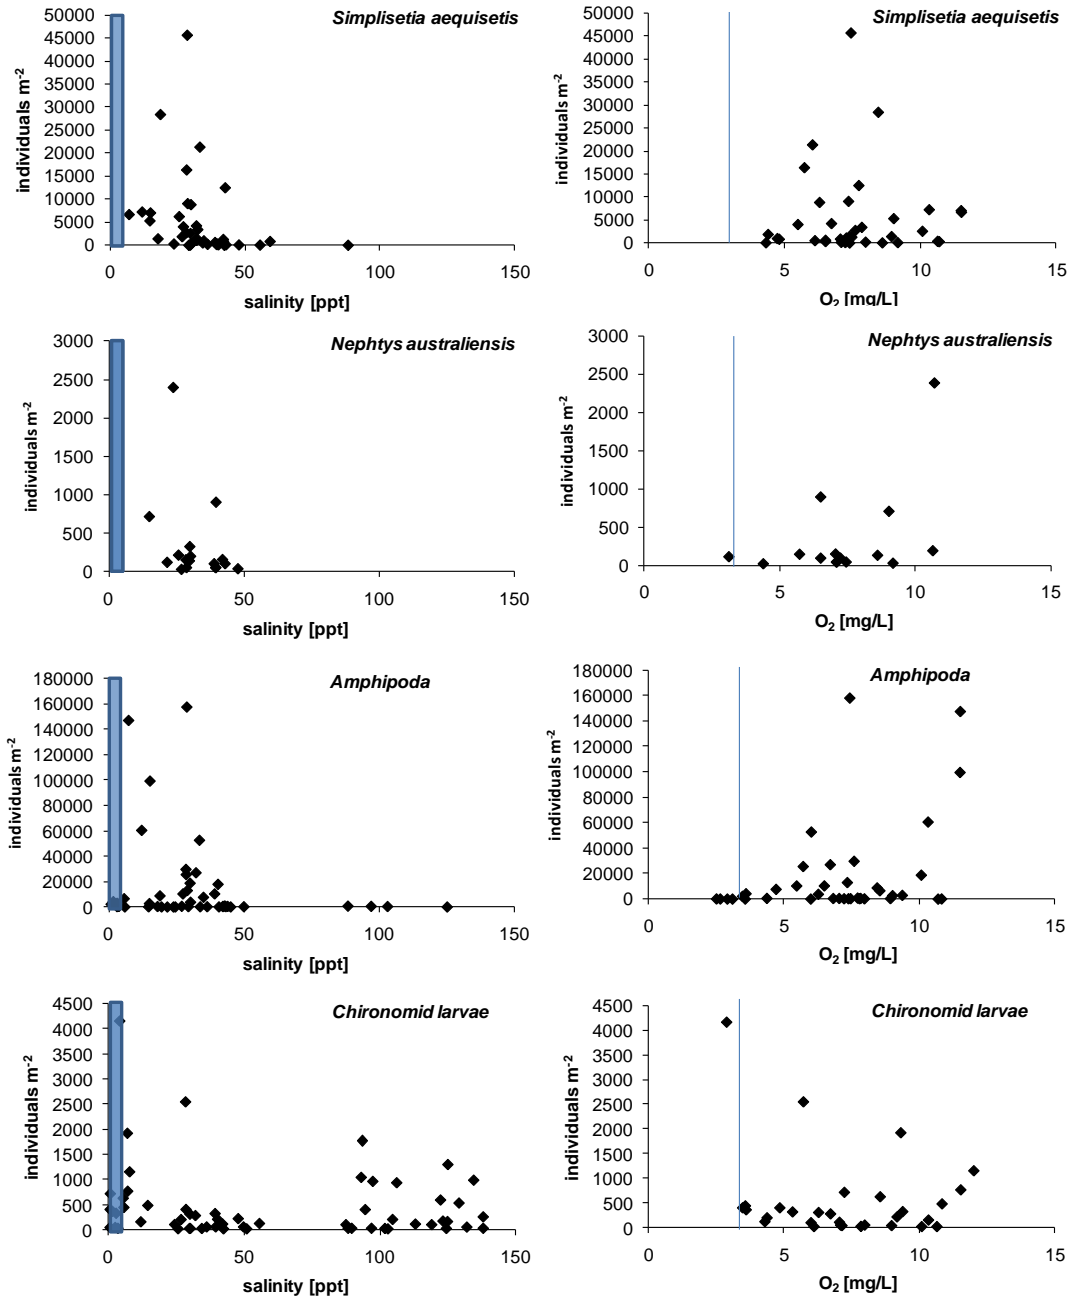 Simplisetia aequisetis
individuals m-2
50000
45000
40000
35000
30000
25000
20000
15000
10000
5000
0
0 50 100 150
salinity [ppt]
Simplisetia aequisetis
individuals m-2
50000
45000
40000
35000
30000
25000
20000
15000
10000
5000
0
0 5 10 15
O2 [mg/L]
Nephtys australiensis
individuals m-2
3000
2500
2000
1500
1000
500
0
0 50 100 150
salinity [ppt]
Nephtys australiensis
individuals m-2
3000
2500
2000
1500
1000
500
0
0 5 10 15
O2 [mg/L]
Amphipoda
individuals m-2
180000
160000
140000
120000
100000
80000
60000
40000
20000
0
0 50 100 150
salinity [ppt]
Amphipoda
individuals m-2
180000
160000
140000
120000
100000
80000
60000
40000
20000
0
0 5 10 15
O2 [mg/L]
Chironomid larvae
individuals m-2
4500
4000
3500
3000
2500
2000
1500
1000
500
0
0 50 100 150
salinity [ppt]
Chironomid larvae
individuals m-2
4500
4000
3500
3000
2500
2000
1500
1000
500
0
0 5 10 15
O2 [mg/L]